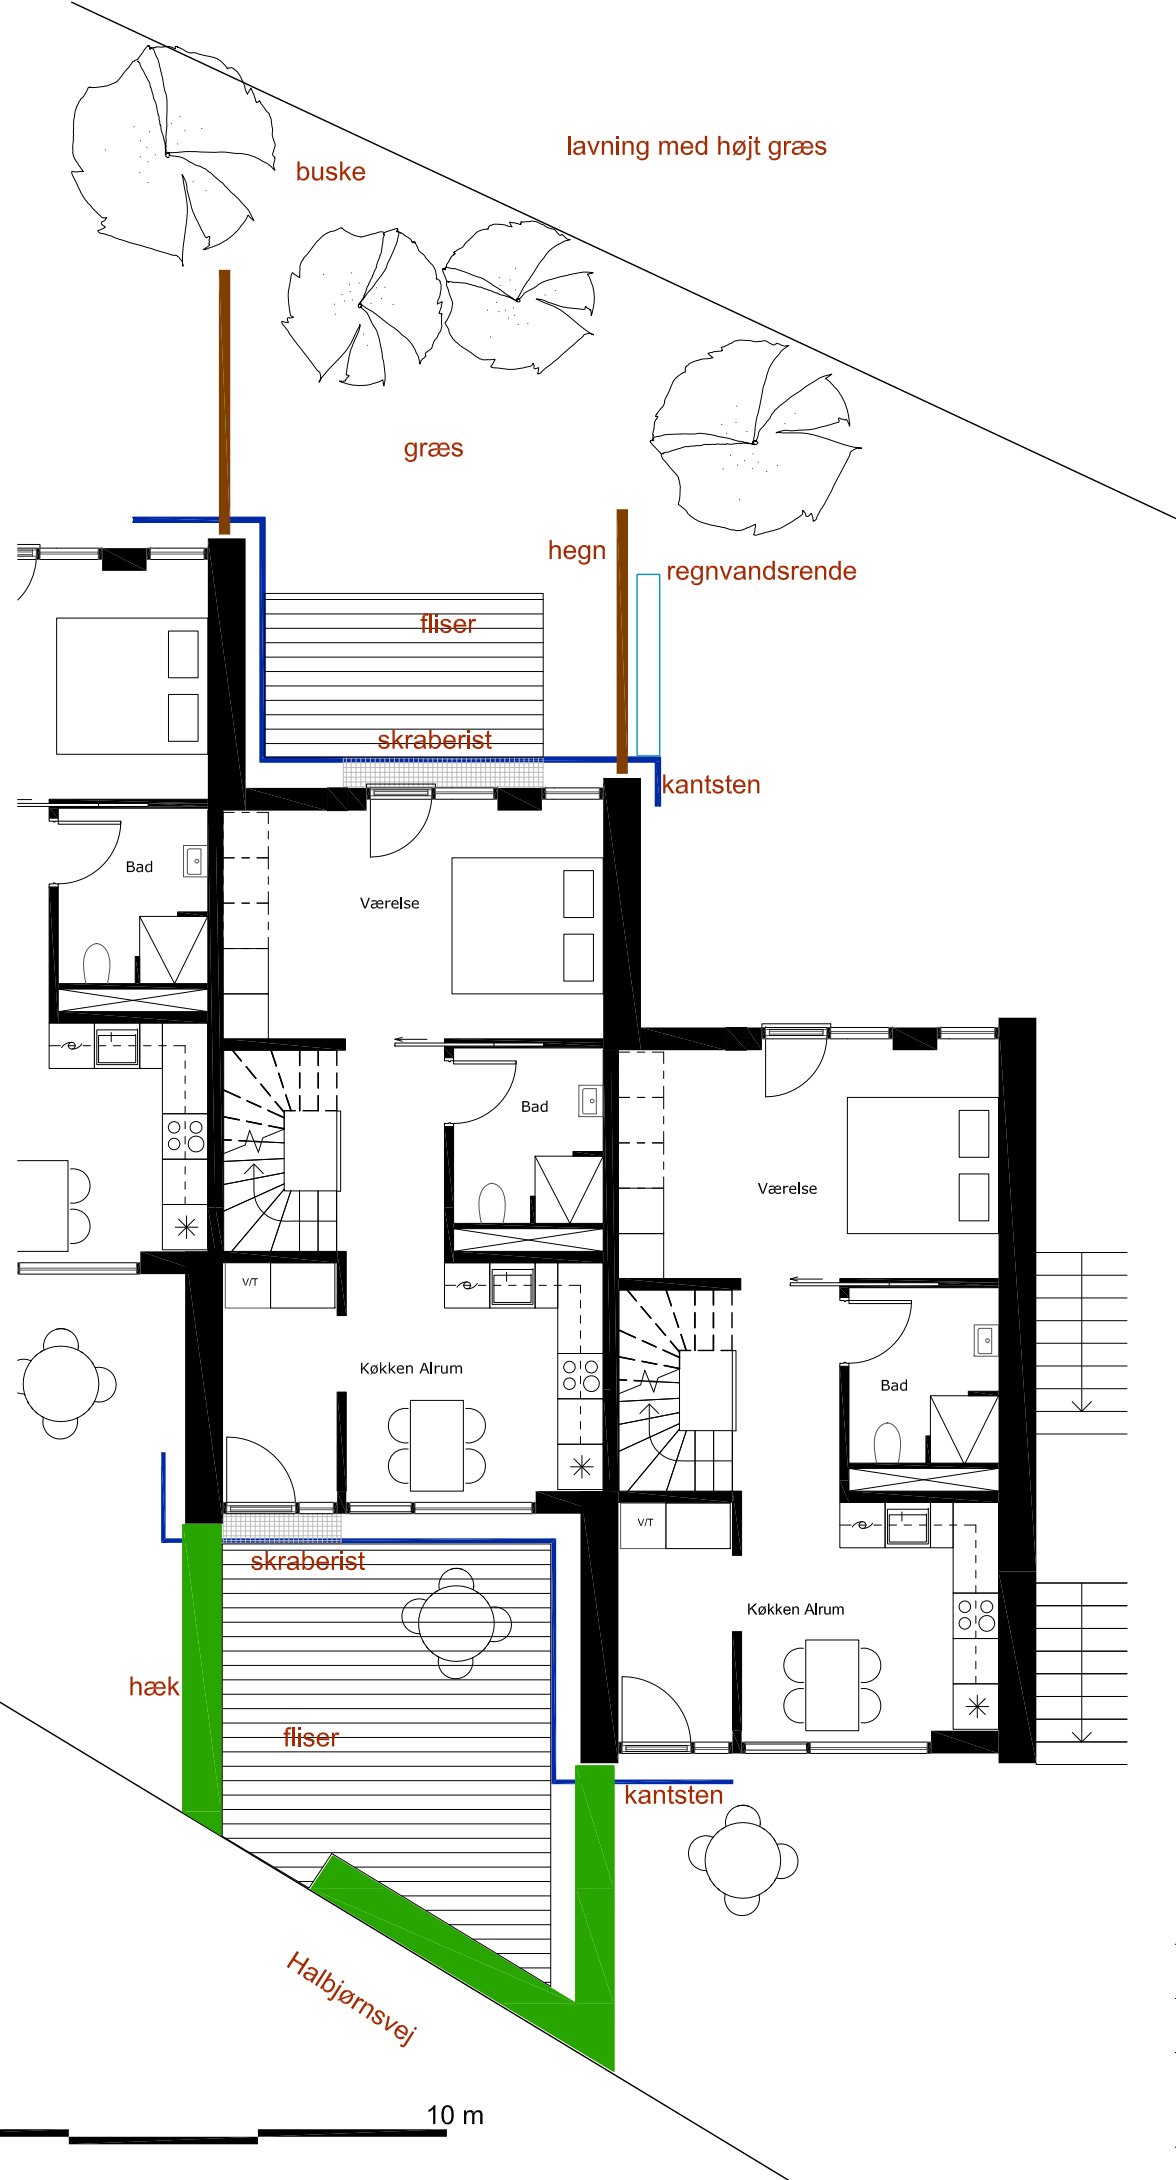 lavning med højt græs
buske
græs
hegn
regnvandsrende
fliser
skraberist
kantsten
Bad
Værelse
Bad
Værelse
V/T
Køkken Alrum
Bad
V/T
skraberist
Køkken Alrum
hæk
fliser
kantsten
Halbjørnsvej
10 m